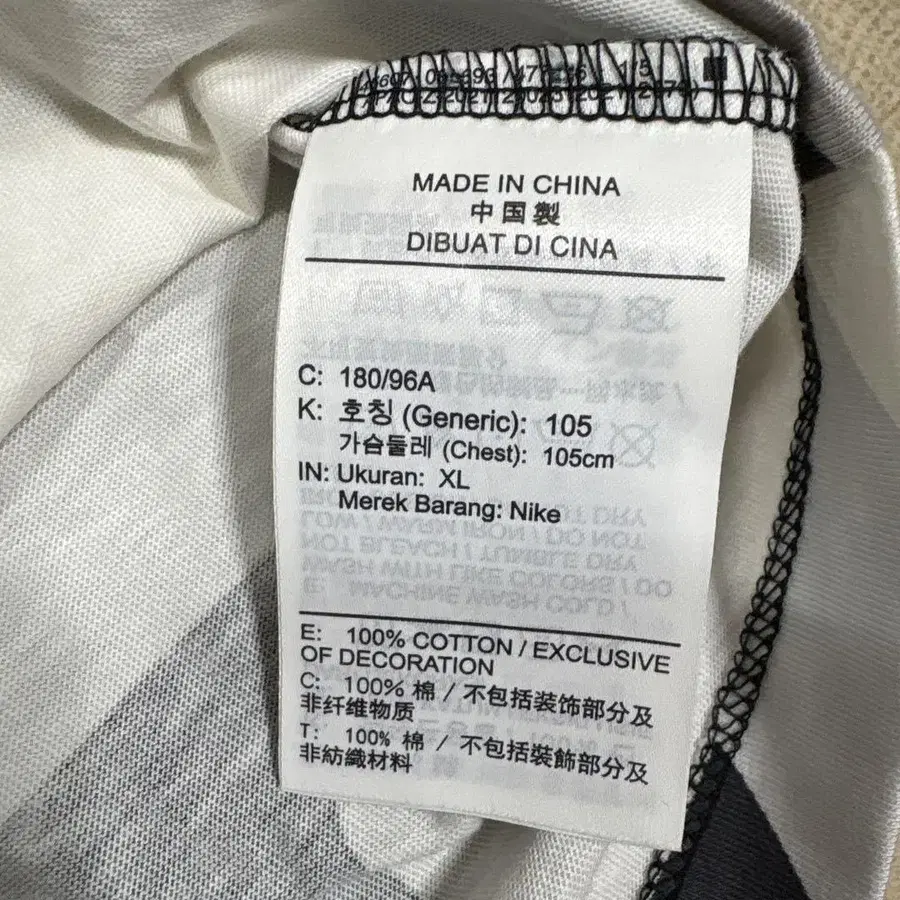 MADE IN CHINA
中国製
DIBUAT DI CINA
C: 180/96A
K: 호칭 (Generic): 105
가슴둘레 (Chest): 105cm
IN: Ukuran: XL
Merek Barang: Nike
E: 100% COTTON / EXCLUSIVE
OF DECORATION
C: 100% 棉 / 不包括装饰部分及
非纤维物质
T: 100% 棉 / 不包括裝飾部分及
非紡織材料